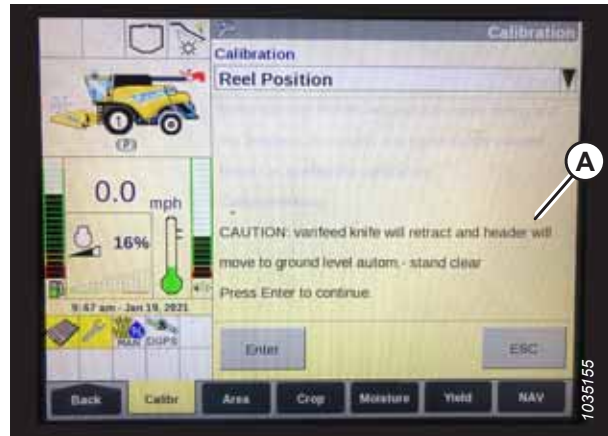 Calibration
Calibration
Reel Position
A
CAUTION: varifeed knife will retract and header will
move to ground level autom.- stand clear
Press Enter to continue.
1
(P)
0.0 mph
16%
9:47 am - Jan 19, 2021
MAN DGPS
Enter
ESC
Back
Calibr
Area
Crop
Moisture
Yield
NAV
1035155